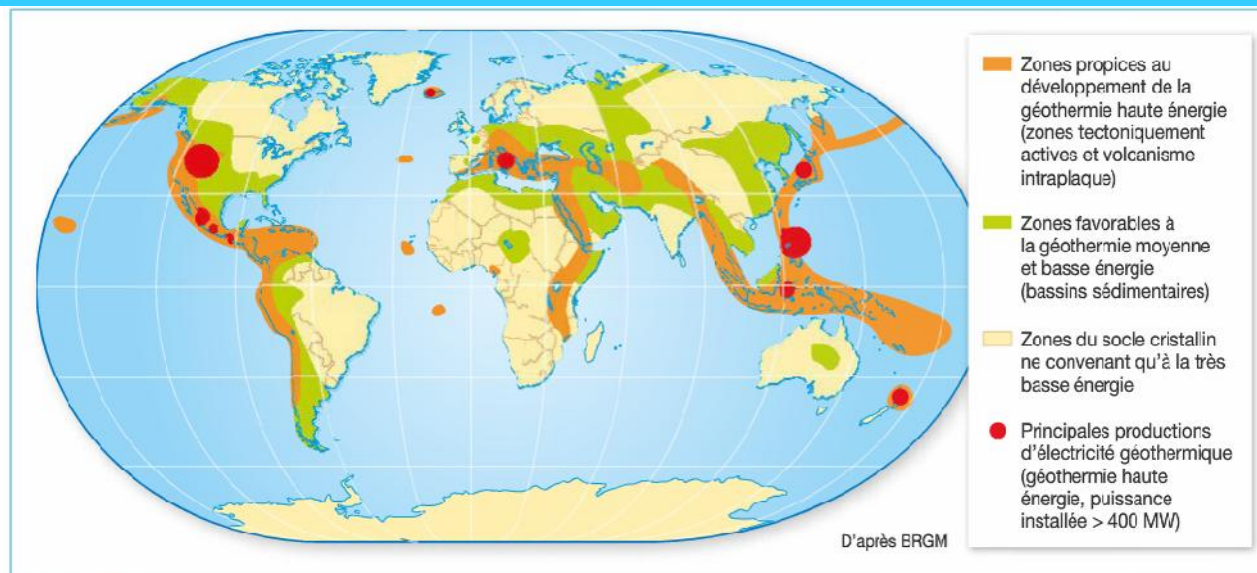 Zones propices au
développement de la
géothermie haute énergie
(zones tectoniquement
actives et volcanisme
intraplaque)
Zones favorables à
la géothermie moyenne
et basse énergie
(bassins sédimentaires)
Zones du socle cristallin
ne convenant qu'à la très
basse énergie
Principales productions
d'électricité géothermique
(géothermie haute
énergie, puissance
installée > 400 MW)
D'après BRGM